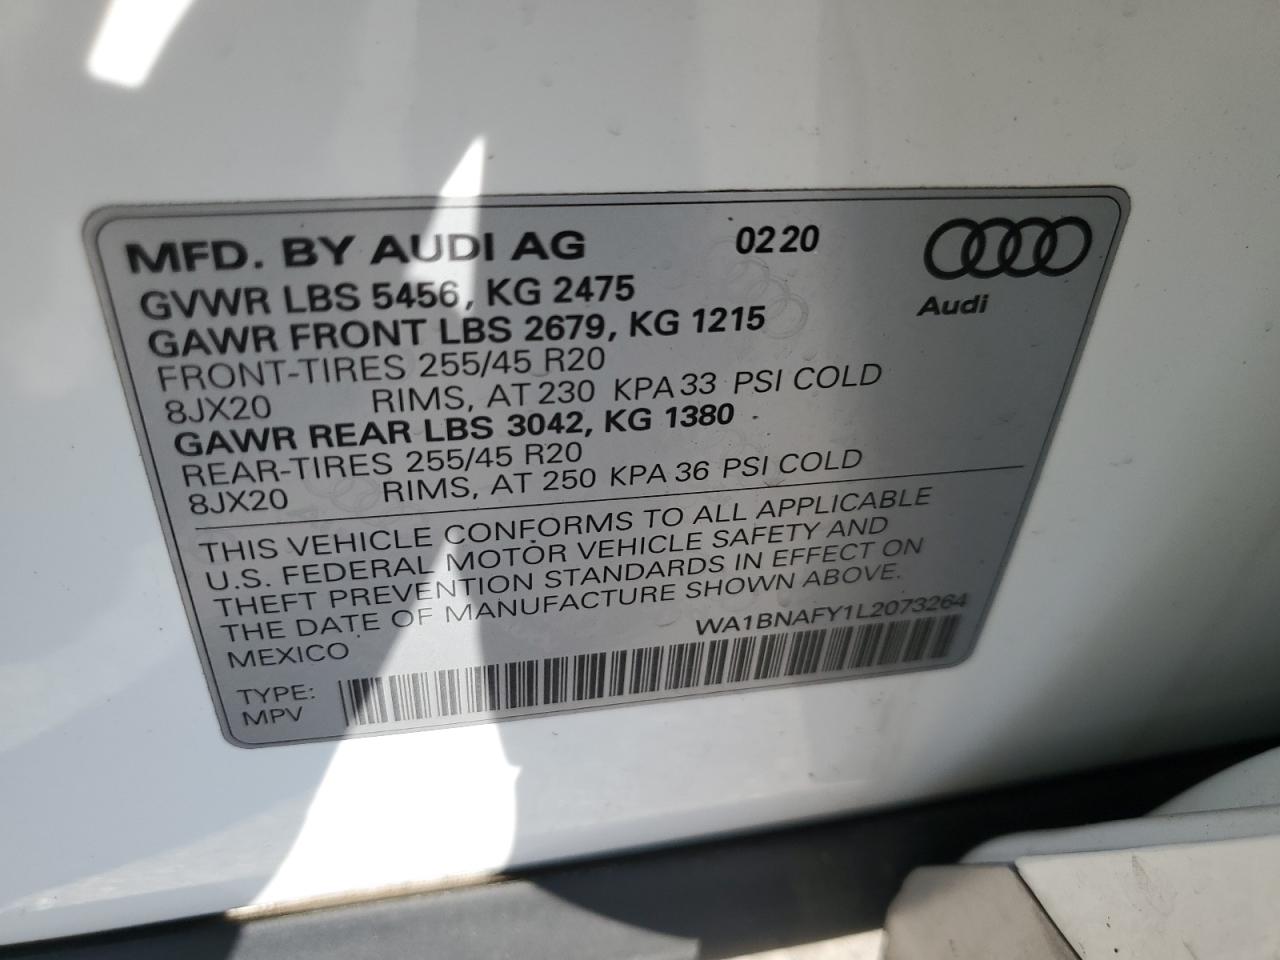 MFD. BY AUDI AG 02 20
Audi
GVWR LBS 5456, KG 2475
GAWR FRONT LBS 2679, KG 1215
FRONT-TIRES 255/45 R20
8JX20 RIMS, AT 230 KPA 33 PSI COLD
GAWR REAR LBS 3042, KG 1380
REAR-TIRES 255/45 R20
8JX20 RIMS, AT 250 KPA 36 PSI COLD
THIS VEHICLE CONFORMS TO ALL APPLICABLE
U.S. FEDERAL MOTOR VEHICLE SAFETY AND
THEFT PREVENTION STANDARDS IN EFFECT ON
THE DATE OF MANUFACTURE SHOWN ABOVE.
MEXICO WA1BNAFY1L2073264
TYPE:
MPV